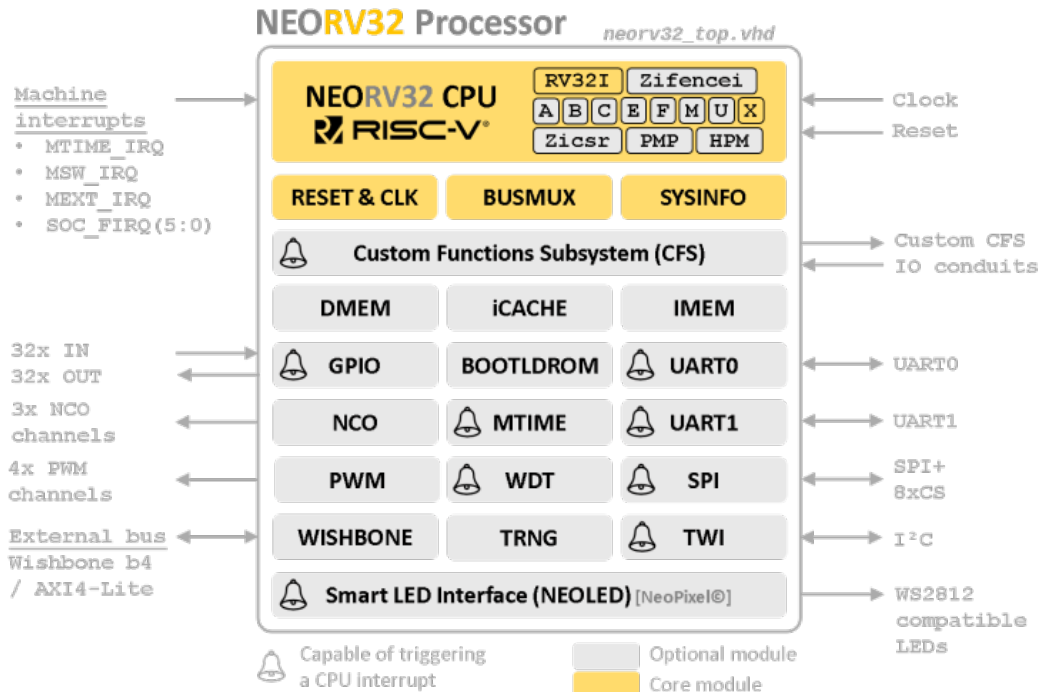 NEORV32 Processor
neorv32_top.vhd
Machine
interrupts
• MTIME_IRQ
• MSW_IRQ
• MEXT_IRQ
• SOC_FIRQ(5:0)
32x IN
32x OUT
3x NCO
channels
4x PWM
channels
External bus
Wishbone b4
/ AXI4-Lite
NEORV32 CPU
RISC-V®
RV32I Zifencei
A B C E F M U X
Zicsr PMP HPM
RESET & CLK BUSMUX SYSINFO
Custom Functions Subsystem (CFS)
DMEM iCACHE IMEM
GPIO BOOTLDROM UART0
NCO MTIME UART1
PWM WDT SPI
WISHBONE TRNG TWI
Smart LED Interface (NEOLED) [NeoPixel©]
Clock
Reset
Custom CFS
IO conduits
UART0
UART1
SPI+
8xCS
I²C
WS2812
compatible
LEDs
Capable of triggering
a CPU interrupt
Optional module
Core module